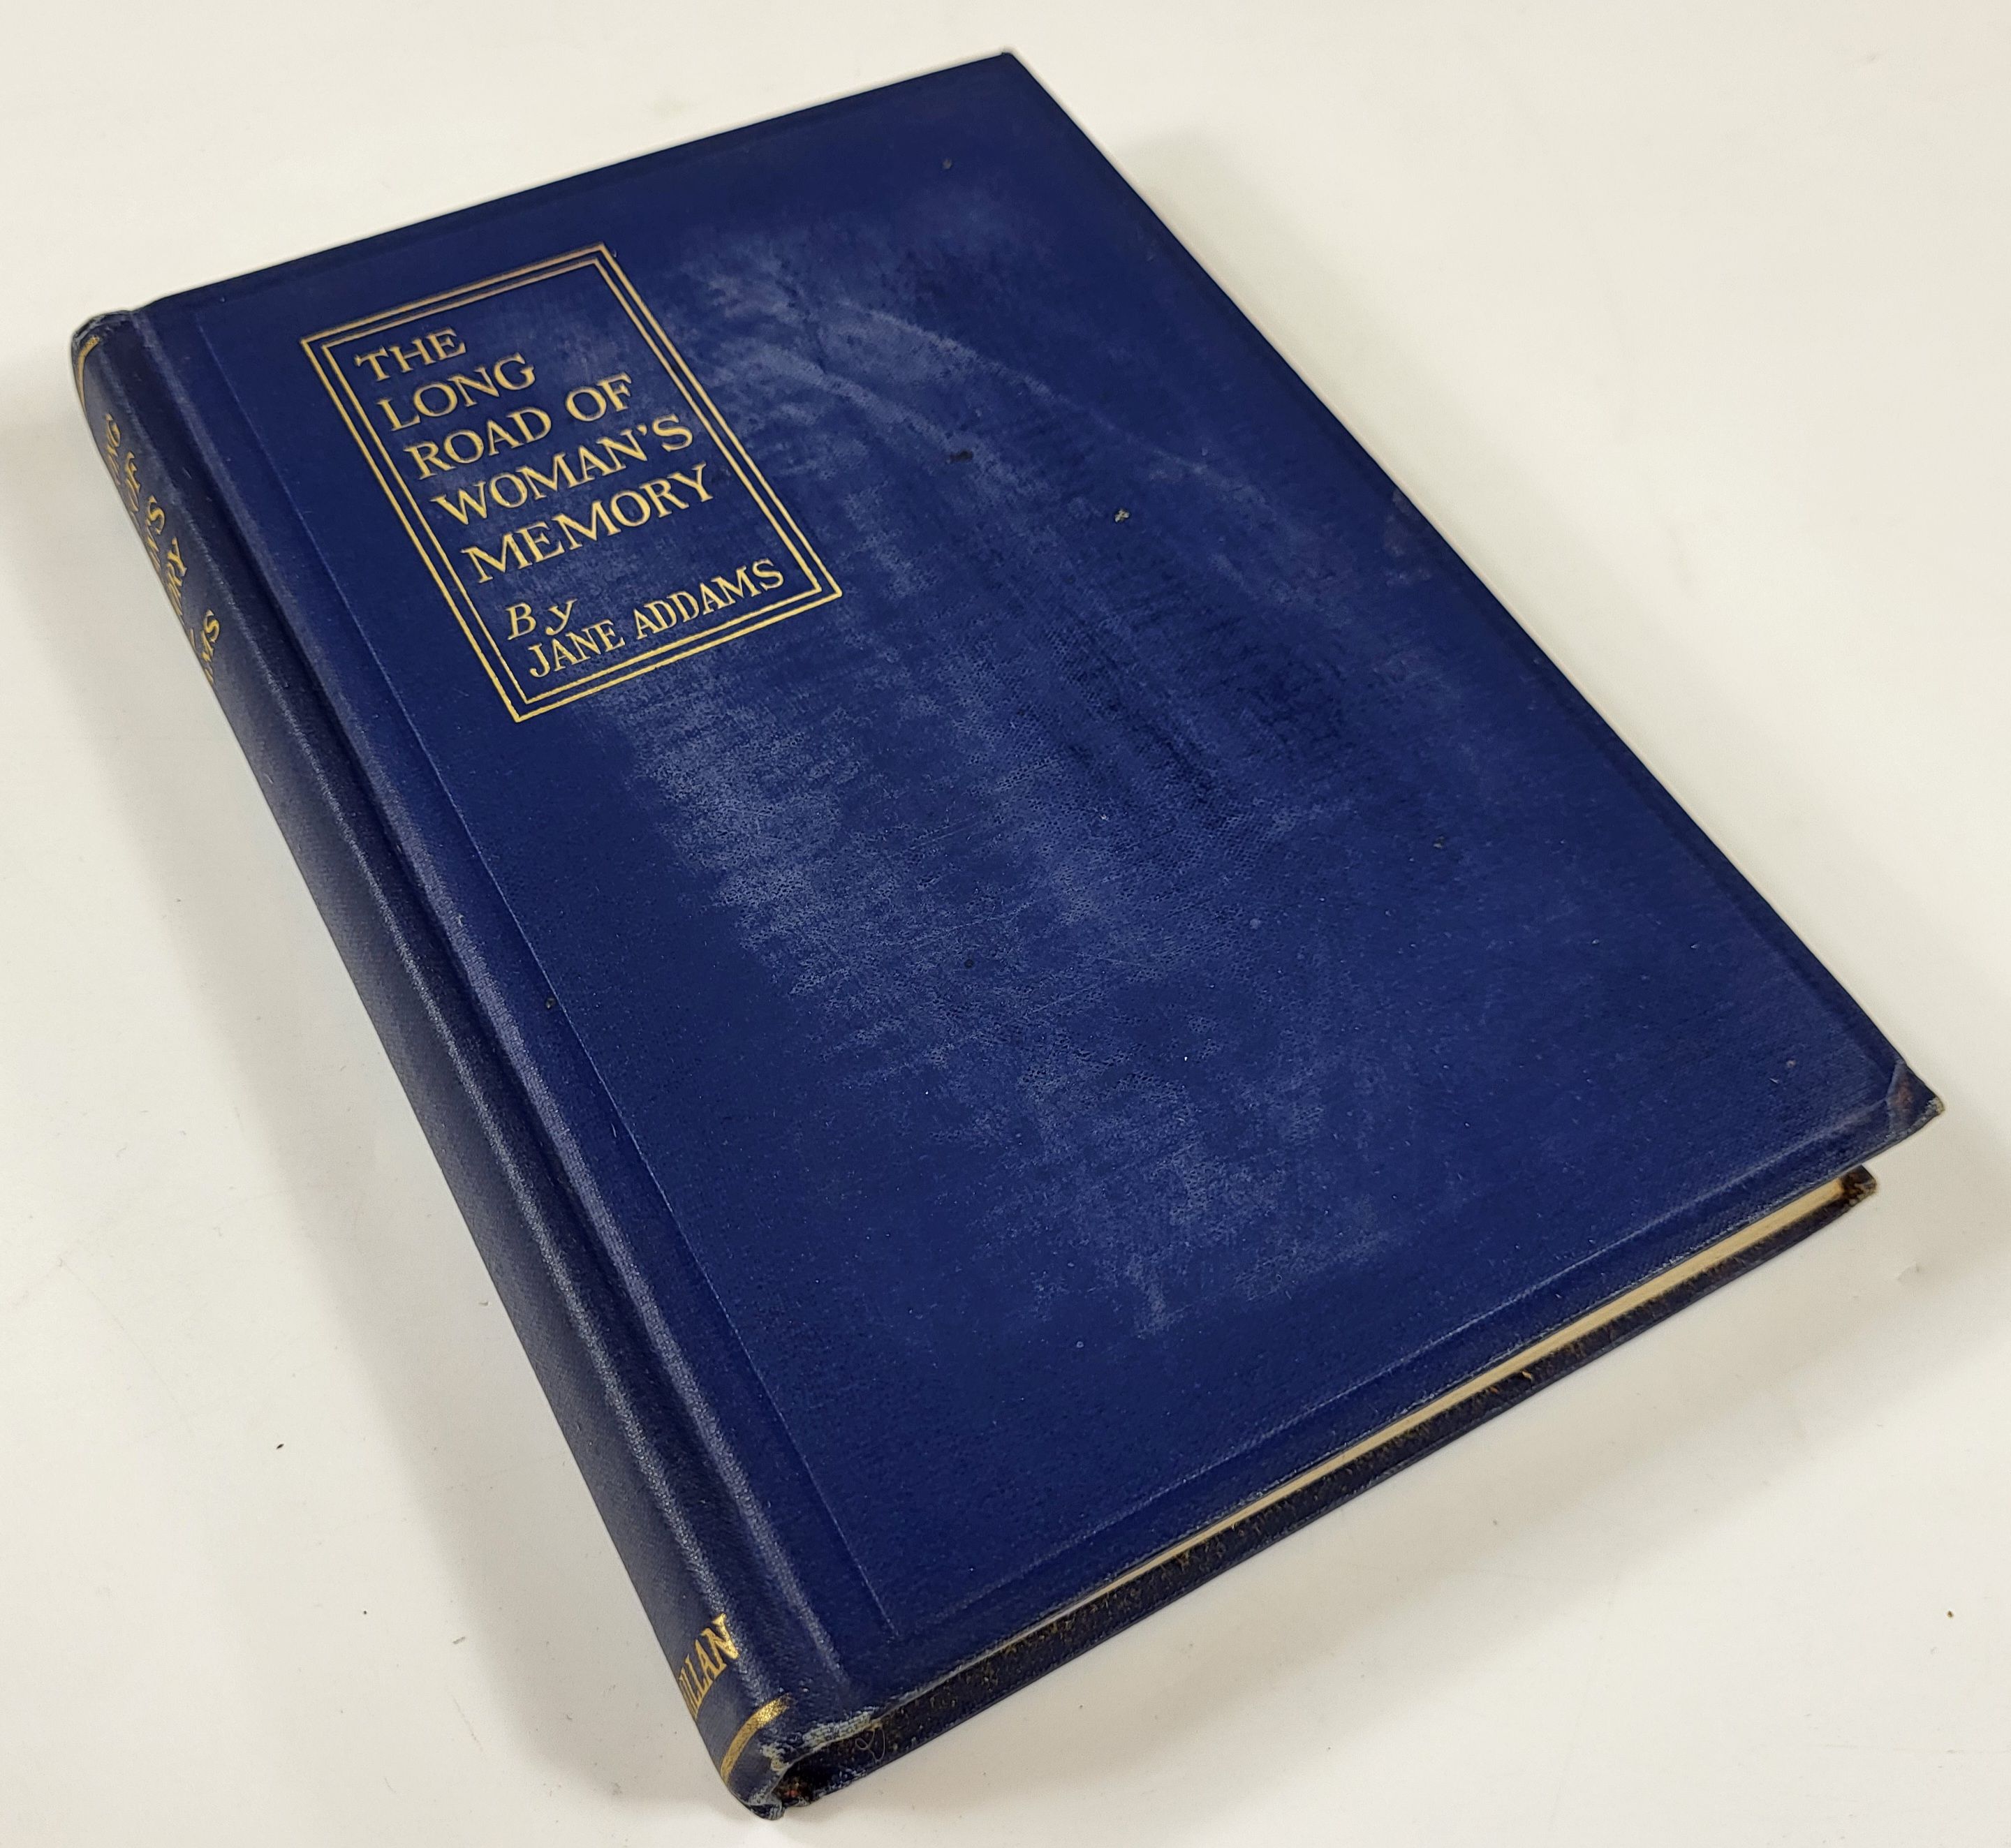 THE
LONG
ROAD OF
WOMAN'S
MEMORY
By
JANE ADDAMS